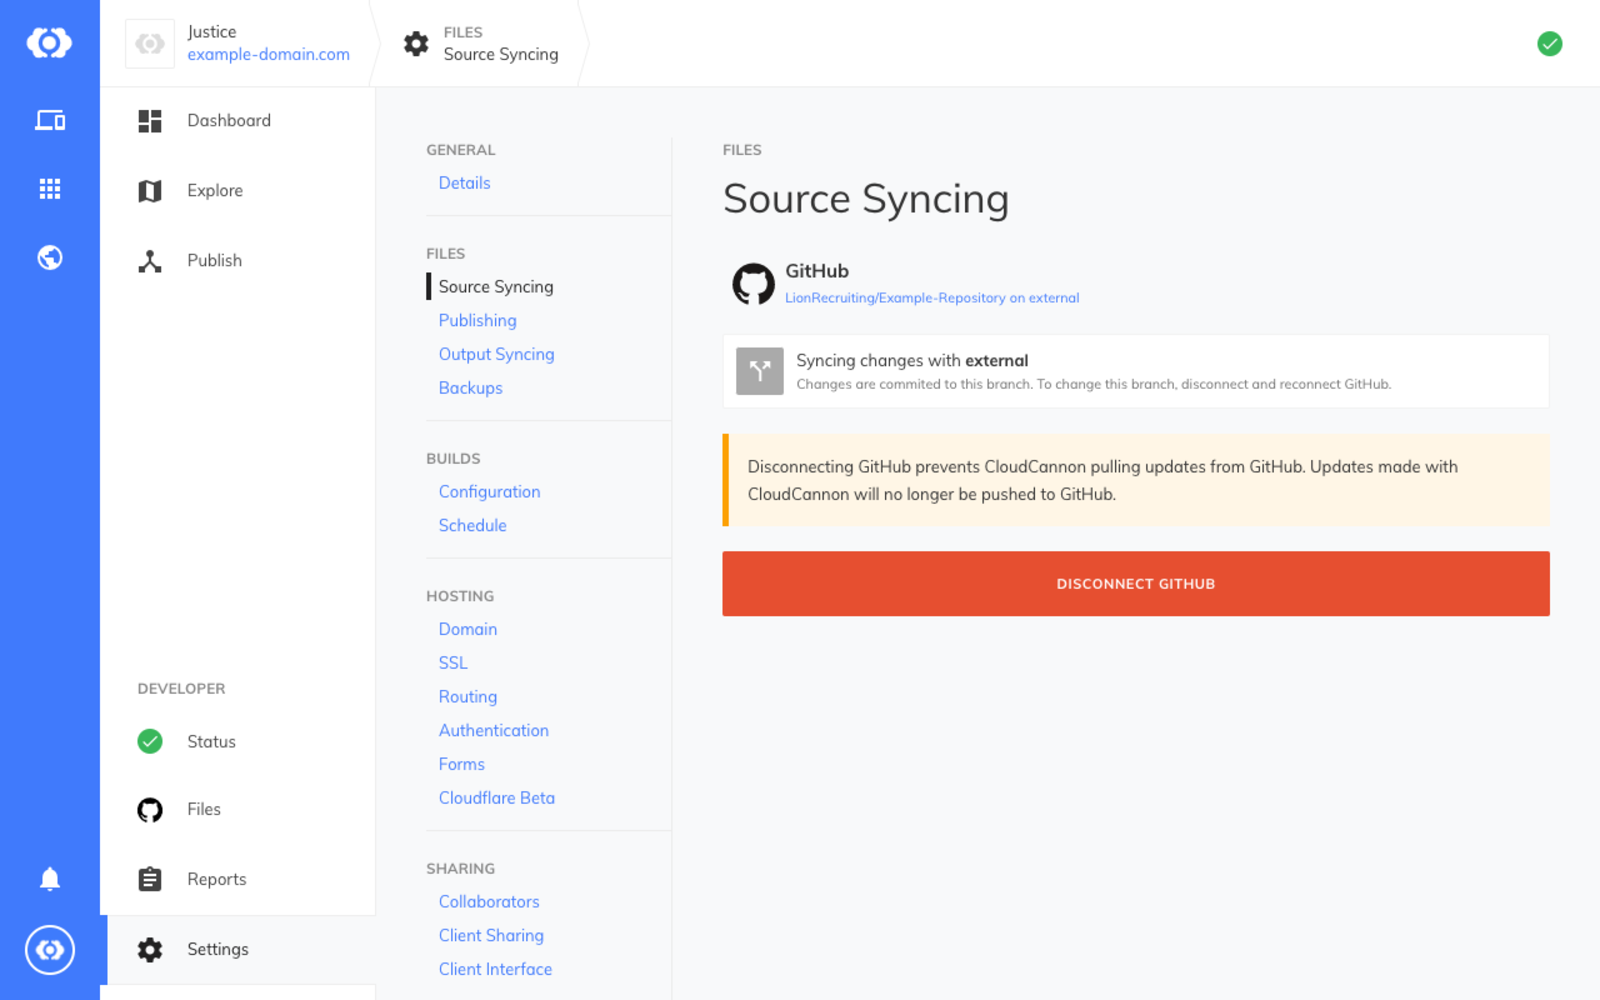 Justice
example-domain.com
FILES
Source Syncing
Dashboard
Explore
Publish
DEVELOPER
Status
Files
Reports
Settings
GENERAL
Details
FILES
Source Syncing
Publishing
Output Syncing
Backups
BUILDS
Configuration
Schedule
HOSTING
Domain
SSL
Routing
Authentication
Forms
Cloudflare Beta
SHARING
Collaborators
Client Sharing
Client Interface
FILES
Source Syncing
GitHub
LionRecruiting/Example-Repository on external
Syncing changes with external
Changes are commited to this branch. To change this branch, disconnect and reconnect GitHub.
Disconnecting GitHub prevents CloudCannon pulling updates from GitHub. Updates made with
CloudCannon will no longer be pushed to GitHub.
DISCONNECT GITHUB